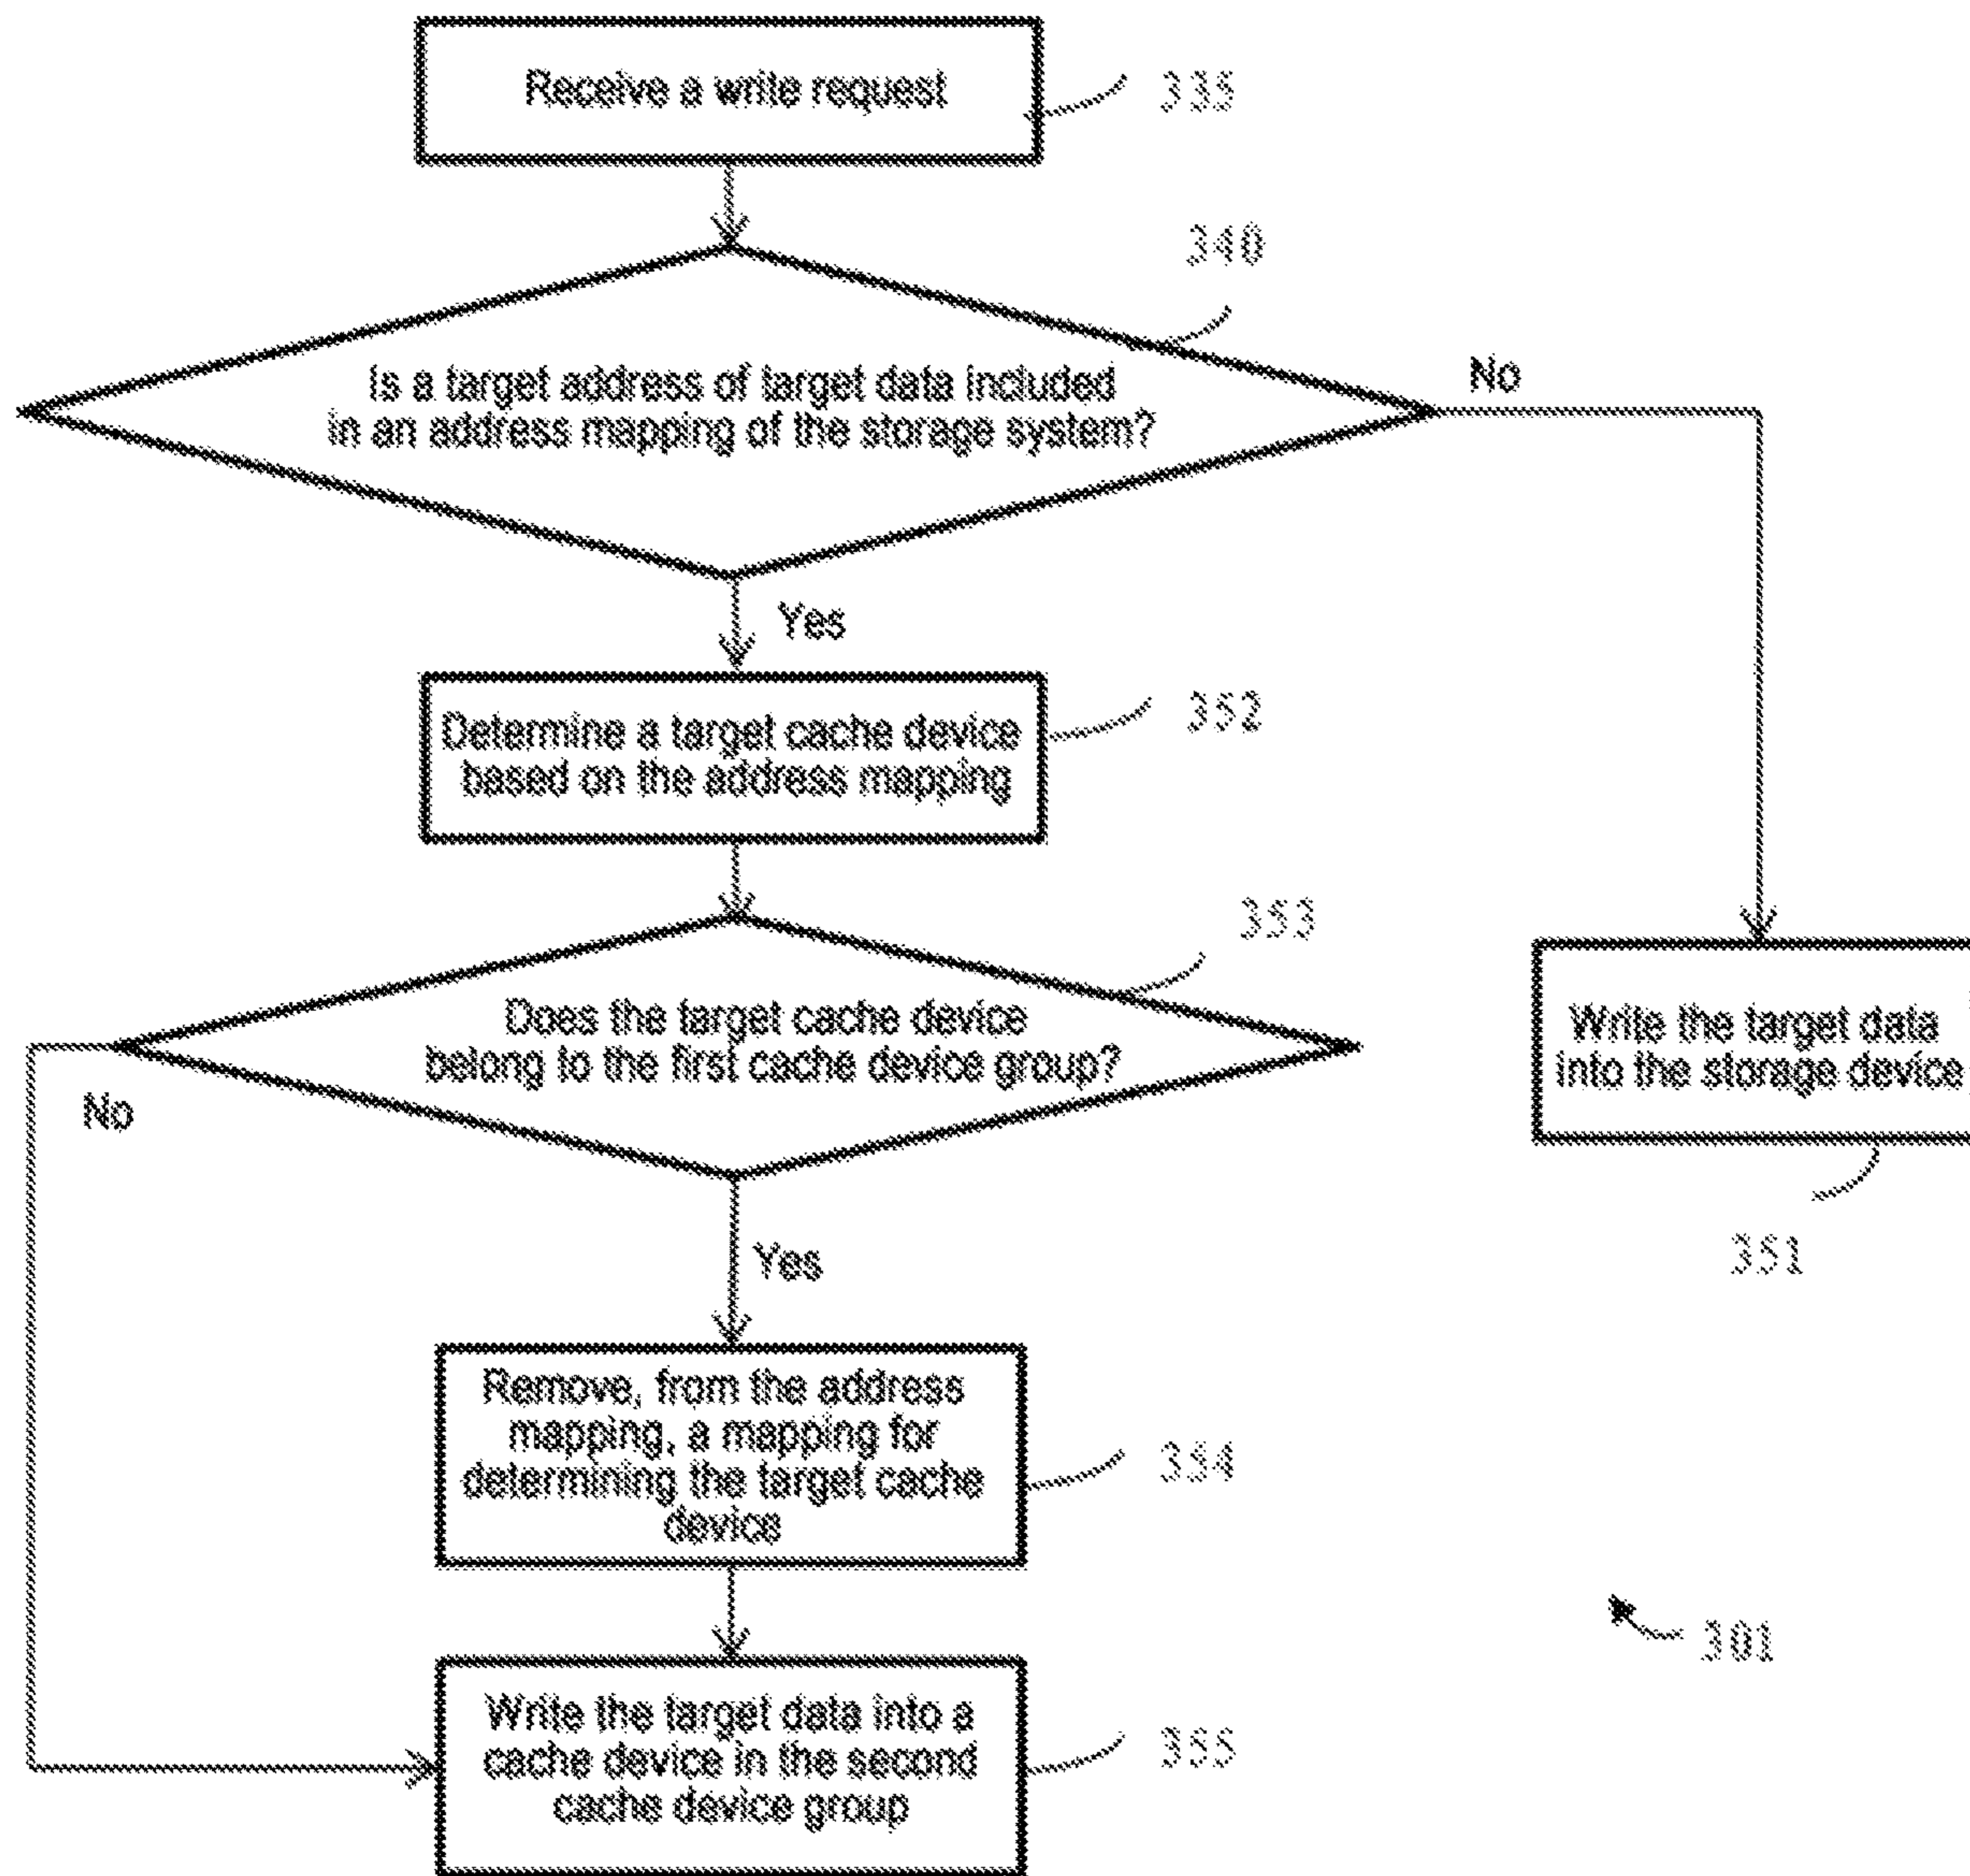 Receive a write request
335
340
Is a target address of target data included
in an address mapping of the storage system?
No
Yes
Determine a target cache device
based on the address mapping
352
353
Does the target cache device
belong to the first cache device group?
No
Write the target data
into the storage device
351
Yes
Remove, from the address
mapping, a mapping for
determining the target cache
device
354
301
Write the target data into a
cache device in the second
cache device group
355